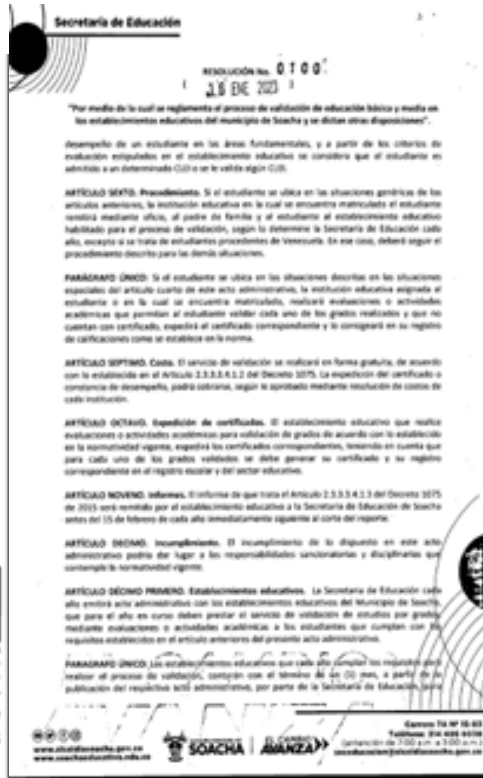 Secretaría de Educación
RESOLUCIÓN No. 0100
( 16 ENE 2023 )
"Por medio de la cual se reglamenta el proceso de validación de educación básica y media en
los establecimientos educativos del municipio de Soacha y se dictan otras disposiciones".
desempeño de un estudiante en las áreas fundamentales, y a partir de los criterios de
evaluación estipulados en el establecimiento educativo se considera que el estudiante es
admitido a un determinado CLEI o se le valida algún CLEI.
ARTÍCULO SEXTO. Procedimiento. Si el estudiante se ubica en las situaciones genéricas de los
artículos anteriores, la institución educativa en la cual se encuentra matriculado el estudiante
remitirá mediante oficio, al padre de familia y al estudiante al establecimiento educativo
habilitado para el proceso de validación, según lo determine la Secretaría de Educación cada
año, excepto si se trata de estudiantes procedentes de Venezuela. En ese caso, deberá seguir el
procedimiento descrito para las demás situaciones.
PARÁGRAFO ÚNICO: Si el estudiante se ubica en las situaciones descritas en las situaciones
especiales del artículo cuarto de este acto administrativo, la institución educativa asignada al
estudiante o en la cual se encuentra matriculado, realizará evaluaciones o actividades
académicas que permitan al estudiante validar cada uno de los grados realizados y que no
cuentan con certificado, expedirá el certificado correspondiente y lo consignará en su registro
de calificaciones como se establece en la norma.
ARTÍCULO SEPTIMO. Costo. El servicio de validación se realizará en forma gratuita, de acuerdo
con lo establecido en el Artículo 2.3.3.3.4.1.2 del Decreto 1075. La expedición del certificado o
constancia de desempeño, podrá cobrarse, según lo aprobado mediante resolución de costos de
cada institución.
ARTÍCULO OCTAVO. Expedición de certificados. El establecimiento educativo que realice
evaluaciones o actividades académicas para validación de grados de acuerdo con lo establecido
en la normatividad vigente, expedirá los certificados correspondientes, teniendo en cuenta que
para cada uno de los grados validados se debe generar su certificado y su registro
correspondiente en el registro escolar y del sector educativo.
ARTÍCULO NOVENO. Informes. El informe de que trata el Artículo 2.3.3.3.4.1.3 del Decreto 1075
de 2015 será remitido por el establecimiento educativo a la Secretaría de Educación de Soacha
antes del 15 de febrero de cada año inmediatamente siguiente al corte del reporte.
ARTÍCULO DECIMO. Incumplimiento. El incumplimiento de lo dispuesto en este acto
administrativo podría dar lugar a las responsabilidades sancionatorias y disciplinarias que
contemple la normatividad vigente.
ARTÍCULO DÉCIMO PRIMERO. Establecimientos educativos. La Secretaría de Educación cada
año emitirá acto administrativo con los establecimientos educativos del Municipio de Soacha,
que para el año en curso deben prestar el servicio de validación de estudios por grados,
mediante evaluaciones o actividades académicas a los estudiantes que cumplen con los
requisitos establecidos en el artículo anteriores del presente acto administrativo.
PARAGRAFO ÚNICO: Los establecimientos educativos que cada año cumplan los requisitos para
realizar el proceso de validación, contarán con el término de un (1) mes, a partir de la
publicación del respectivo acto administrativo, por parte de la Secretaría de Educación, para
www.alcaldiasoacha.gov.co
www.soachaeducativa.edu.co
SOACHA
EL CAMBIO
AVANZA